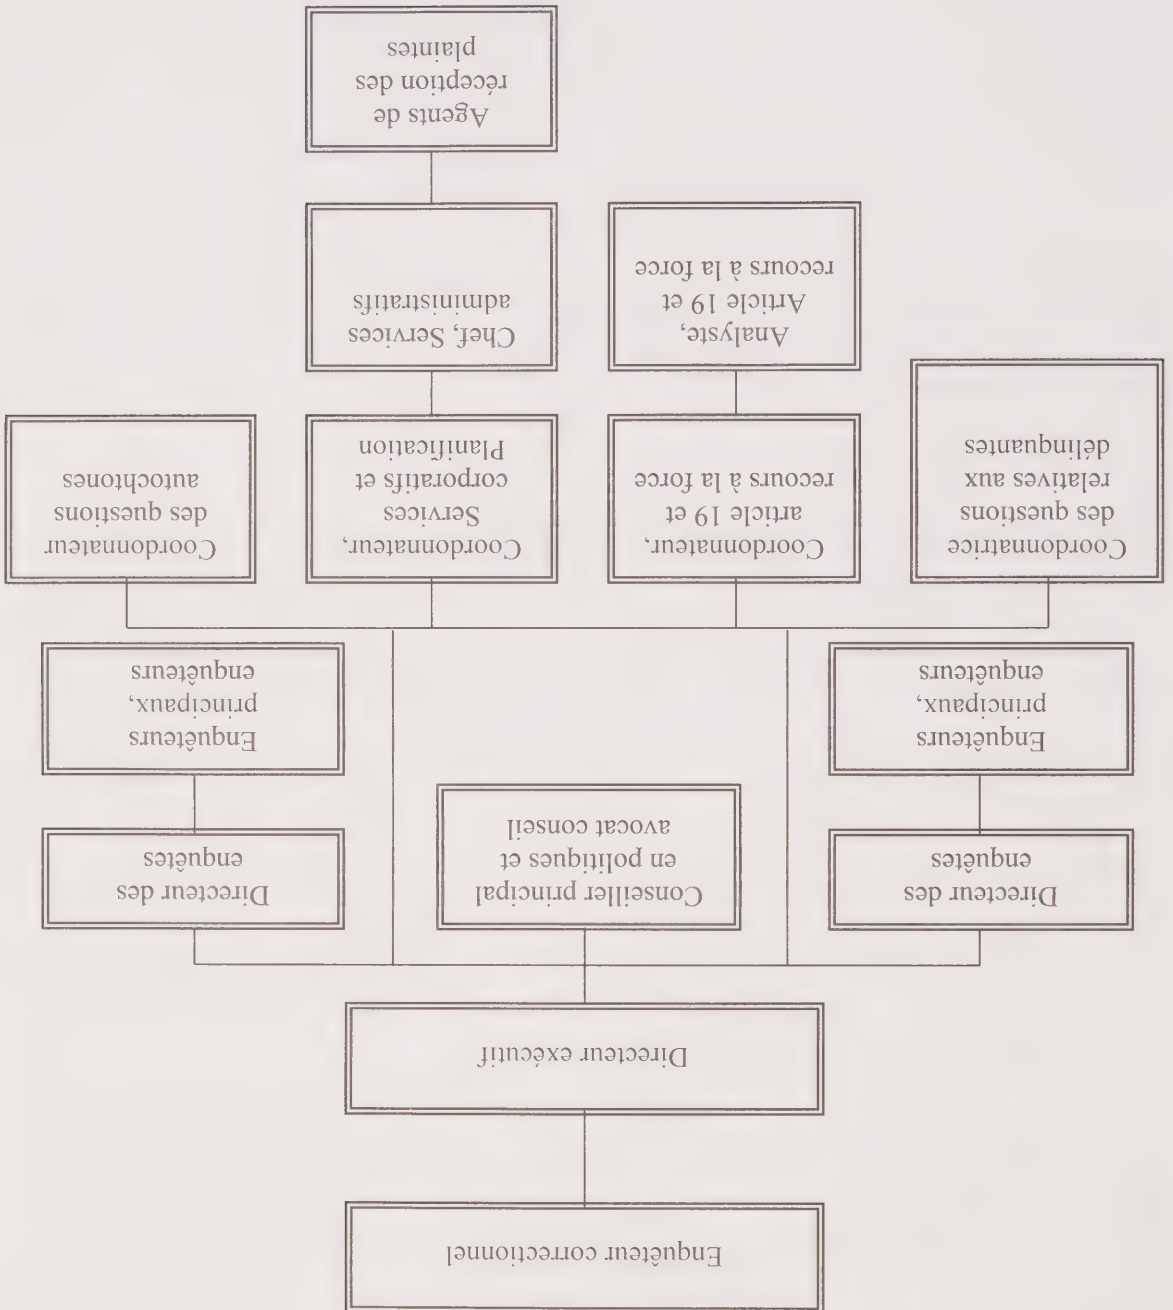 Enquêteur correctionnel
Directeur exécutif
Directeur des
enquêtes
Conseiller principal
en politiques et
avocat conseil
Directeur des
enquêtes
Enquêteurs
principaux,
enquêteurs
Enquêteurs
principaux,
enquêteurs
Coordonnatrice
des questions
relatives aux
délinquantes
Coordonnateur,
article 19 et
recours à la force
Coordonnateur,
Services
corporatifs et
Planification
Coordonnateur
des questions
autochtones
Analyste,
Article 19 et
recours à la force
Chef, Services
administratifs
Agents de
réception des
plaintes